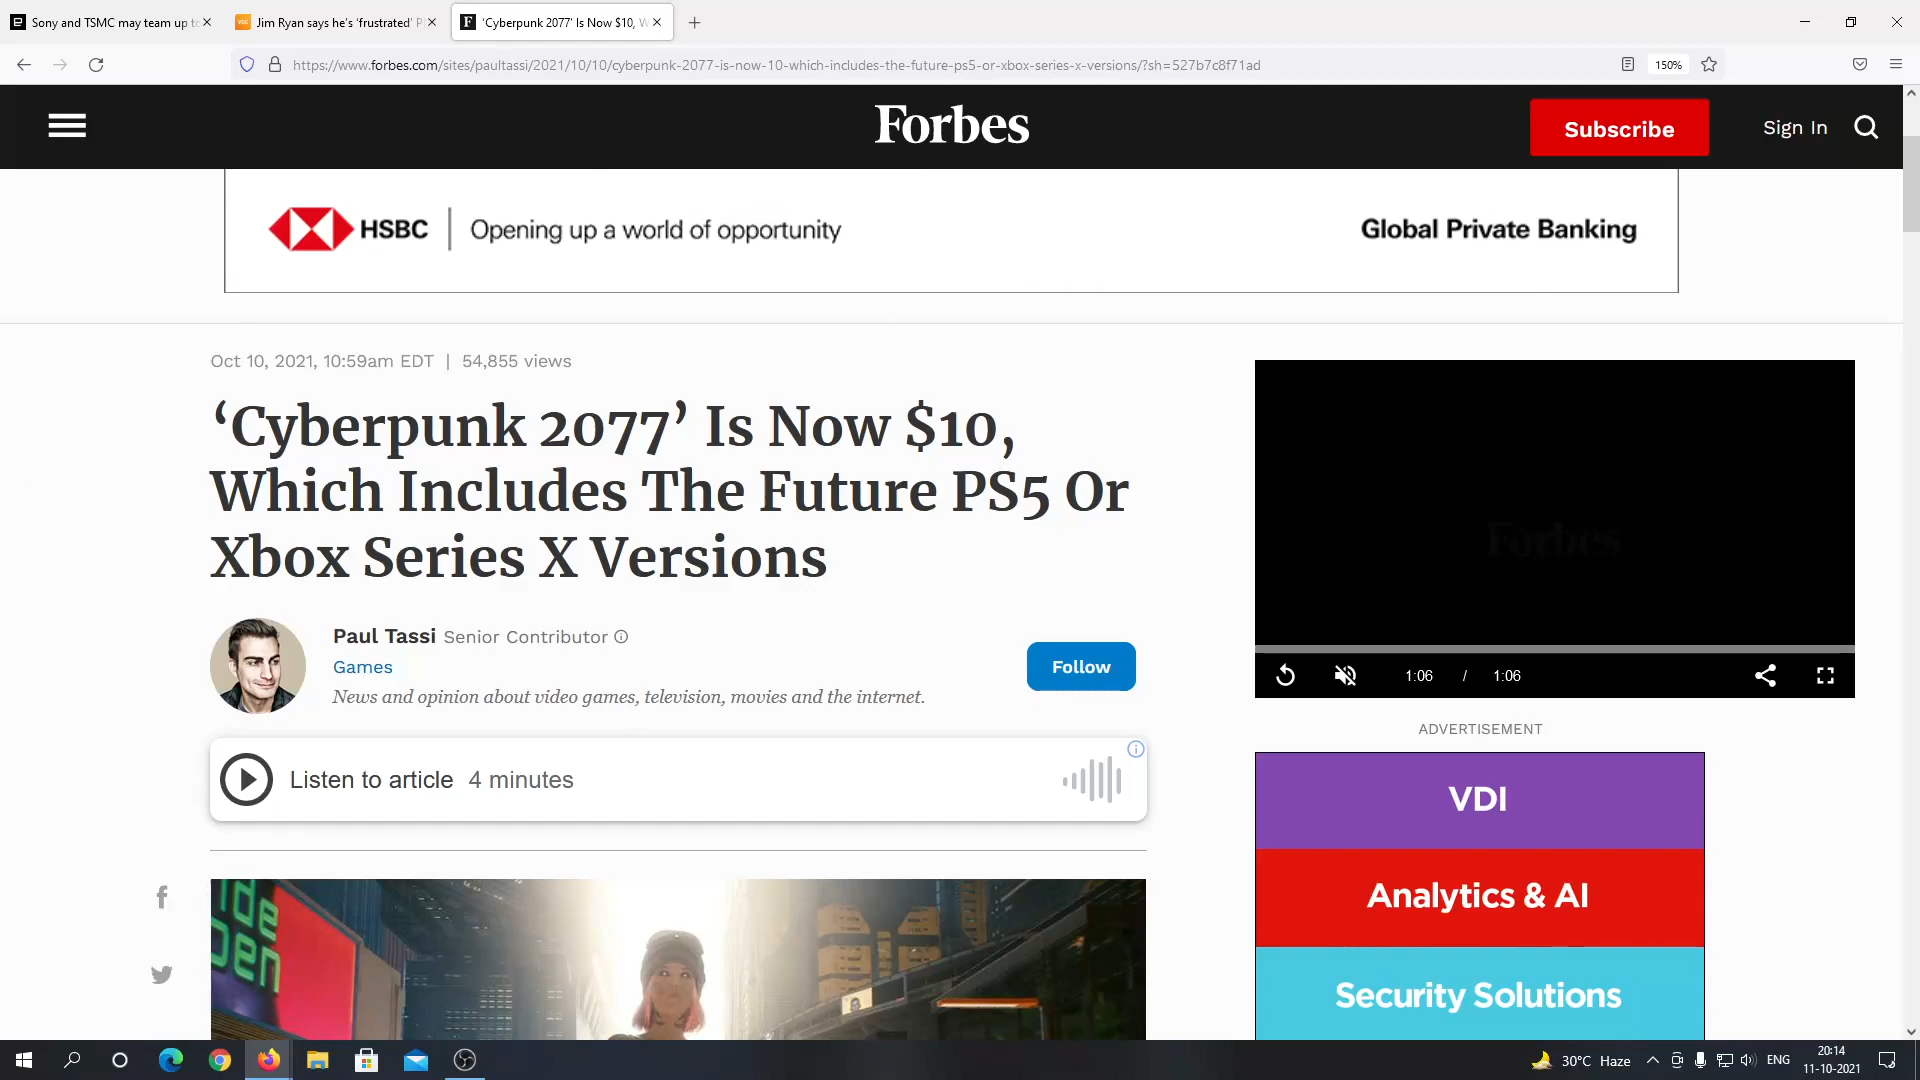 Sony and TSMC may team up to
Jim Ryan says he's 'frustrated' P
'Cyberpunk 2077' Is Now $10, W
https://www.forbes.com/sites/paultassi/2021/10/10/cyberpunk-2077-is-now-10-which-includes-the-future-ps5-or-xbox-series-x-versions/?sh=527b7c8f71ad
150%
Forbes
Subscribe
Sign In
HSBC
Opening up a world of opportunity
Global Private Banking
Oct 10, 2021, 10:59am EDT | 54,855 views
‘Cyberpunk 2077’ Is Now $10,
Which Includes The Future PS5 Or
Xbox Series X Versions
Paul Tassi Senior Contributor
Games
Follow
News and opinion about video games, television, movies and the internet.
Listen to article 4 minutes
Forbes
1:06 / 1:06
ADVERTISEMENT
VDI
Analytics & AI
Security Solutions
30°C Haze
ENG
20:14
11-10-2021